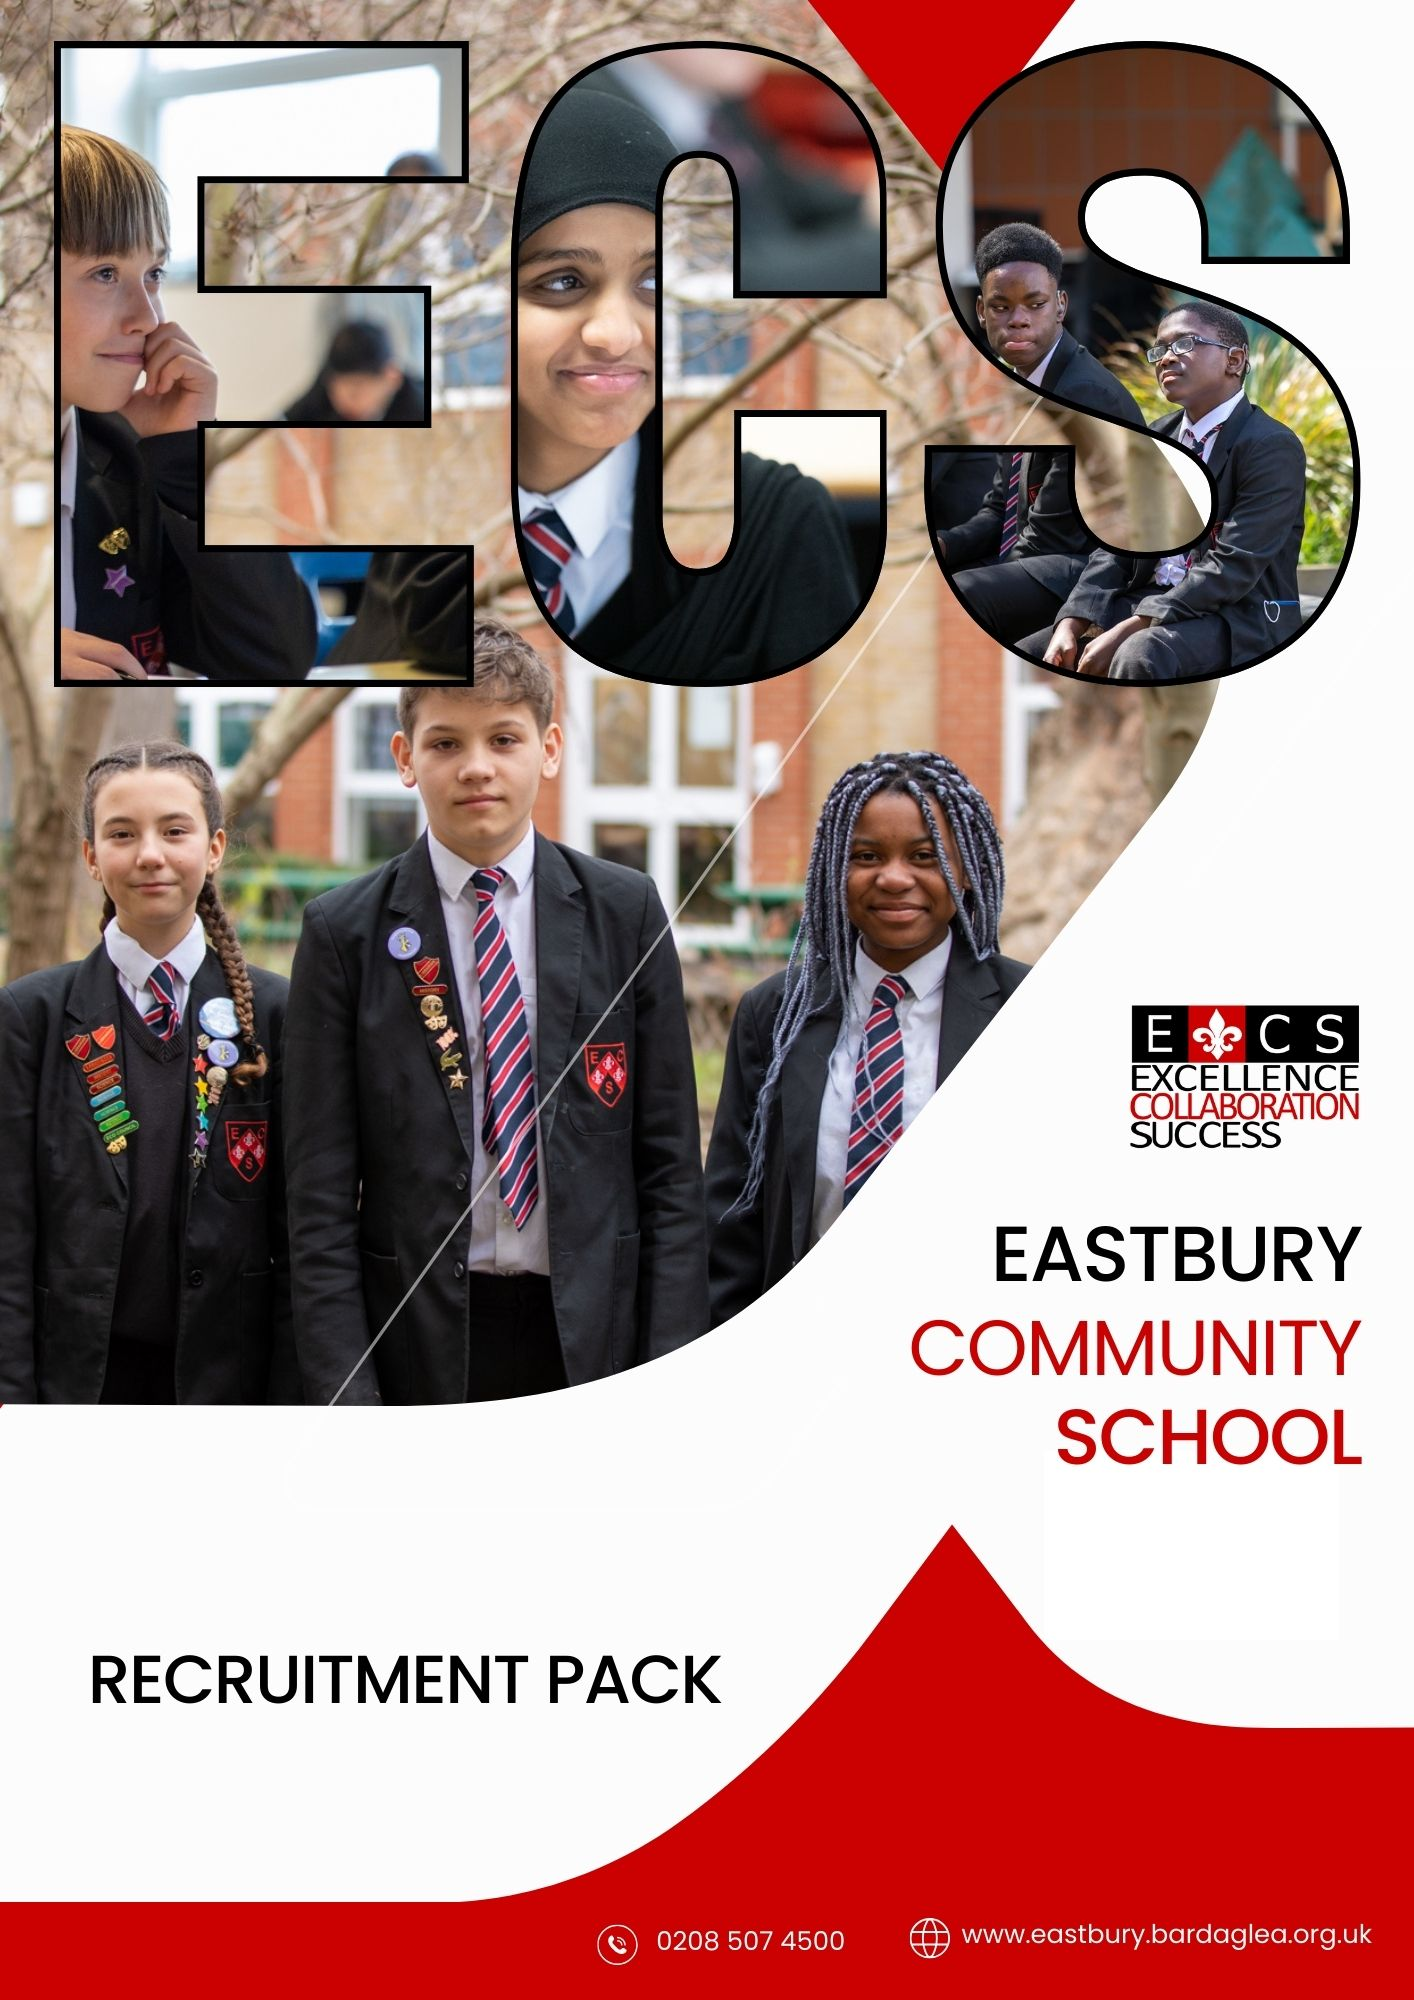 ECS
E C S
EXCELLENCE
COLLABORATION
SUCCESS
EASTBURY
COMMUNITY
SCHOOL
RECRUITMENT PACK
0208 507 4500
www.eastbury.bardaglea.org.uk